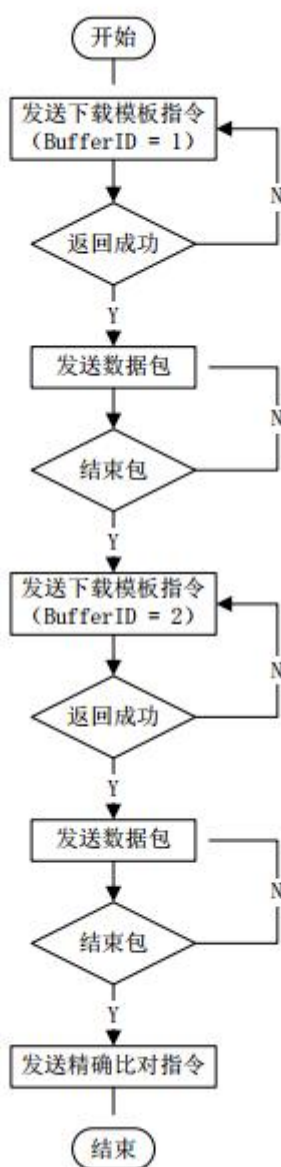 开始
发送下载模板指令
（BufferID = 1）
N
返回成功
Y
发送数据包
N
结束包
Y
发送下载模板指令
（BufferID = 2）
N
返回成功
Y
发送数据包
N
结束包
Y
发送精确比对指令
结束